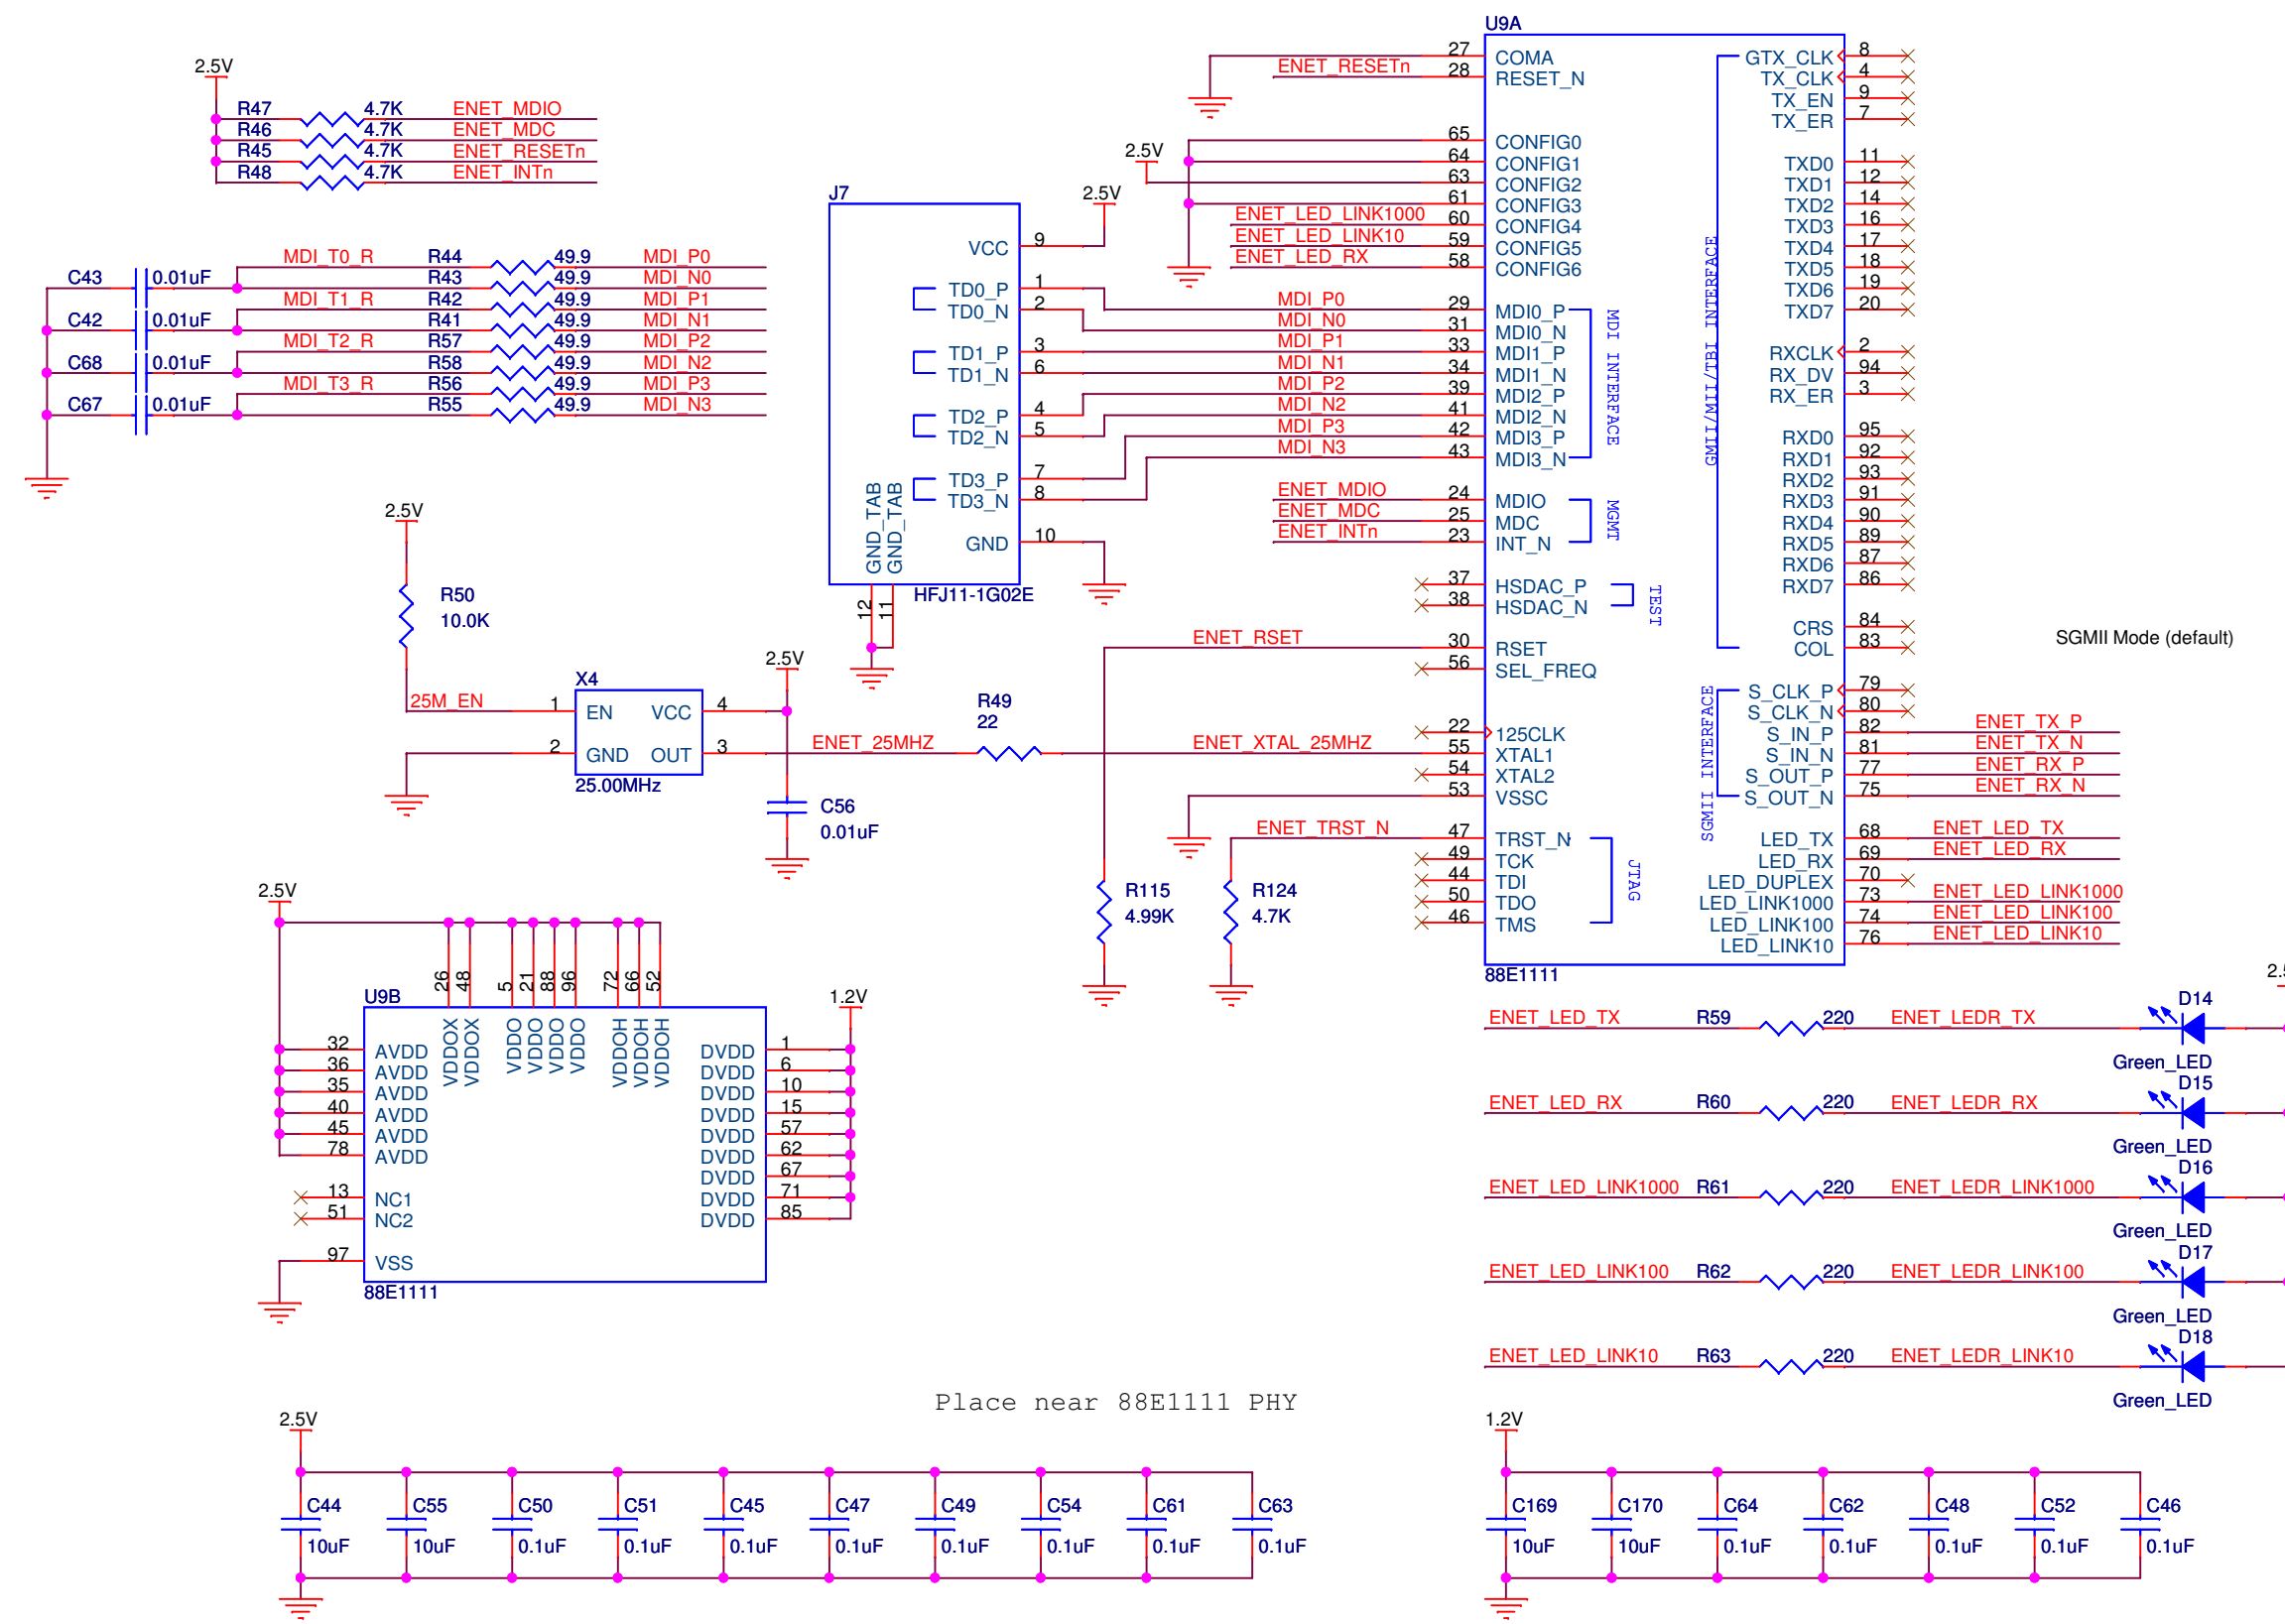 2.5V
R47 4.7K ENET_MDIO
R46 4.7K ENET_MDC
R45 4.7K ENET_RESETn
R48 4.7K ENET_INTn
MDI_T0_R R44 49.9 MDI_P0
C43 0.01uF R43 49.9 MDI_N0
MDI_T1_R R42 49.9 MDI_P1
C42 0.01uF R41 49.9 MDI_N1
MDI_T2_R R57 49.9 MDI_P2
C68 0.01uF R58 49.9 MDI_N2
MDI_T3_R R56 49.9 MDI_P3
C67 0.01uF R55 49.9 MDI_N3
J7
2.5V
VCC 9
TD0_P 1
TD0_N 2
TD1_P 3
TD1_N 6
TD2_P 4
TD2_N 5
TD3_P 7
TD3_N 8
GND 10
GND_TAB 12
GND_TAB 11
HFJ11-1G02E
2.5V
R50
10.0K
25M_EN
X4
1 EN VCC 4
2 GND OUT 3
25.00MHz
2.5V
C56
0.01uF
ENET_25MHZ
R49
22
ENET_XTAL_25MHZ
U9A
27 COMA
ENET_RESETn 28 RESET_N
65 CONFIG0
2.5V
64 CONFIG1
63 CONFIG2
61 CONFIG3
ENET_LED_LINK1000 60 CONFIG4
ENET_LED_LINK10 59 CONFIG5
ENET_LED_RX 58 CONFIG6
MDI_P0 29 MDI0_P
MDI_N0 31 MDI0_N
MDI_P1 33 MDI1_P
MDI_N1 34 MDI1_N
MDI_P2 39 MDI2_P
MDI_N2 41 MDI2_N
MDI_P3 42 MDI3_P
MDI_N3 43 MDI3_N
MDI INTERFACE
ENET_MDIO 24 MDIO
ENET_MDC 25 MDC
ENET_INTn 23 INT_N
MGMT
37 HSDAC_P
38 HSDAC_N
TEST
ENET_RSET 30 RSET
56 SEL_FREQ
22 125CLK
55 XTAL1
54 XTAL2
53 VSSC
ENET_TRST_N 47 TRST_N
49 TCK
44 TDI
50 TDO
46 TMS
JTAG
R115
4.99K
R124
4.7K
GTX_CLK 8
TX_CLK 4
TX_EN 9
TX_ER 7
TXD0 11
TXD1 12
TXD2 14
TXD3 16
TXD4 17
TXD5 18
TXD6 19
TXD7 20
RXCLK 2
RX_DV 94
RX_ER 3
RXD0 95
RXD1 92
RXD2 93
RXD3 91
RXD4 90
RXD5 89
RXD6 87
RXD7 86
CRS 84
COL 83
GMII/MII/TBI INTERFACE
SGMII Mode (default)
S_CLK_P 79
S_CLK_N 80
S_IN_P 82 ENET_TX_P
S_IN_N 81 ENET_TX_N
S_OUT_P 77 ENET_RX_P
S_OUT_N 75 ENET_RX_N
SGMII INTERFACE
LED_TX 68 ENET_LED_TX
LED_RX 69 ENET_LED_RX
LED_DUPLEX 70
LED_LINK1000 73 ENET_LED_LINK1000
LED_LINK100 74 ENET_LED_LINK100
LED_LINK10 76 ENET_LED_LINK10
88E1111
2.5V
26 48 5 21 88 96 72 66 52
U9B
VDDOX VDDOX VDDO VDDO VDDO VDDO VDDOH VDDOH VDDOH
1.2V
32 AVDD DVDD 1
36 AVDD DVDD 6
35 AVDD DVDD 10
40 AVDD DVDD 15
45 AVDD DVDD 57
78 AVDD DVDD 62
DVDD 67
13 NC1 DVDD 71
51 NC2 DVDD 85
97 VSS
88E1111
ENET_LED_TX R59 220 ENET_LEDR_TX D14
Green_LED
ENET_LED_RX R60 220 ENET_LEDR_RX D15
Green_LED
ENET_LED_LINK1000 R61 220 ENET_LEDR_LINK1000 D16
Green_LED
ENET_LED_LINK100 R62 220 ENET_LEDR_LINK100 D17
Green_LED
ENET_LED_LINK10 R63 220 ENET_LEDR_LINK10 D18
Green_LED
Place near 88E1111 PHY
2.5V
C44 C55 C50 C51 C45 C47 C49 C54 C61 C63
10uF 10uF 0.1uF 0.1uF 0.1uF 0.1uF 0.1uF 0.1uF 0.1uF 0.1uF
1.2V
C169 C170 C64 C62 C48 C52 C46
10uF 10uF 0.1uF 0.1uF 0.1uF 0.1uF 0.1uF